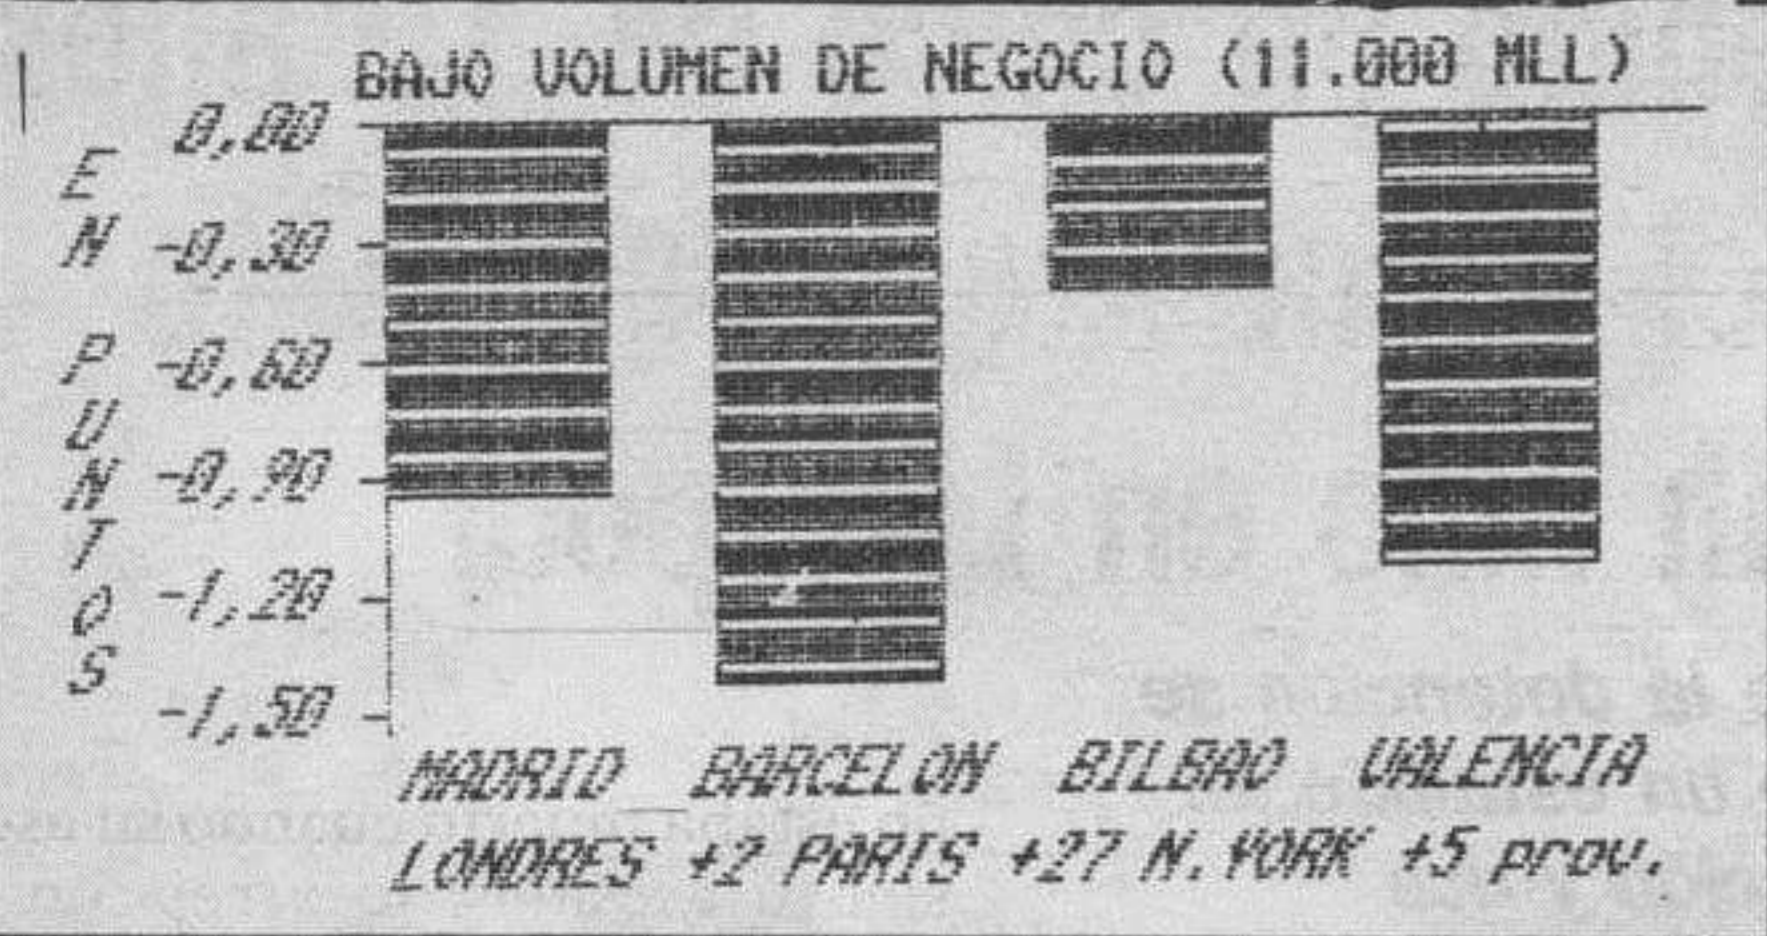 BAJO VOLUMEN DE NEGOCIO (11.000 MLL)
EN PUNTOS
0,00
-0,30
-0,60
-0,90
-1,20
-1,50
MADRID BARCELON BILBAO VALENCIA
LONDRES +2 PARIS +27 N.YORK +5 prov.